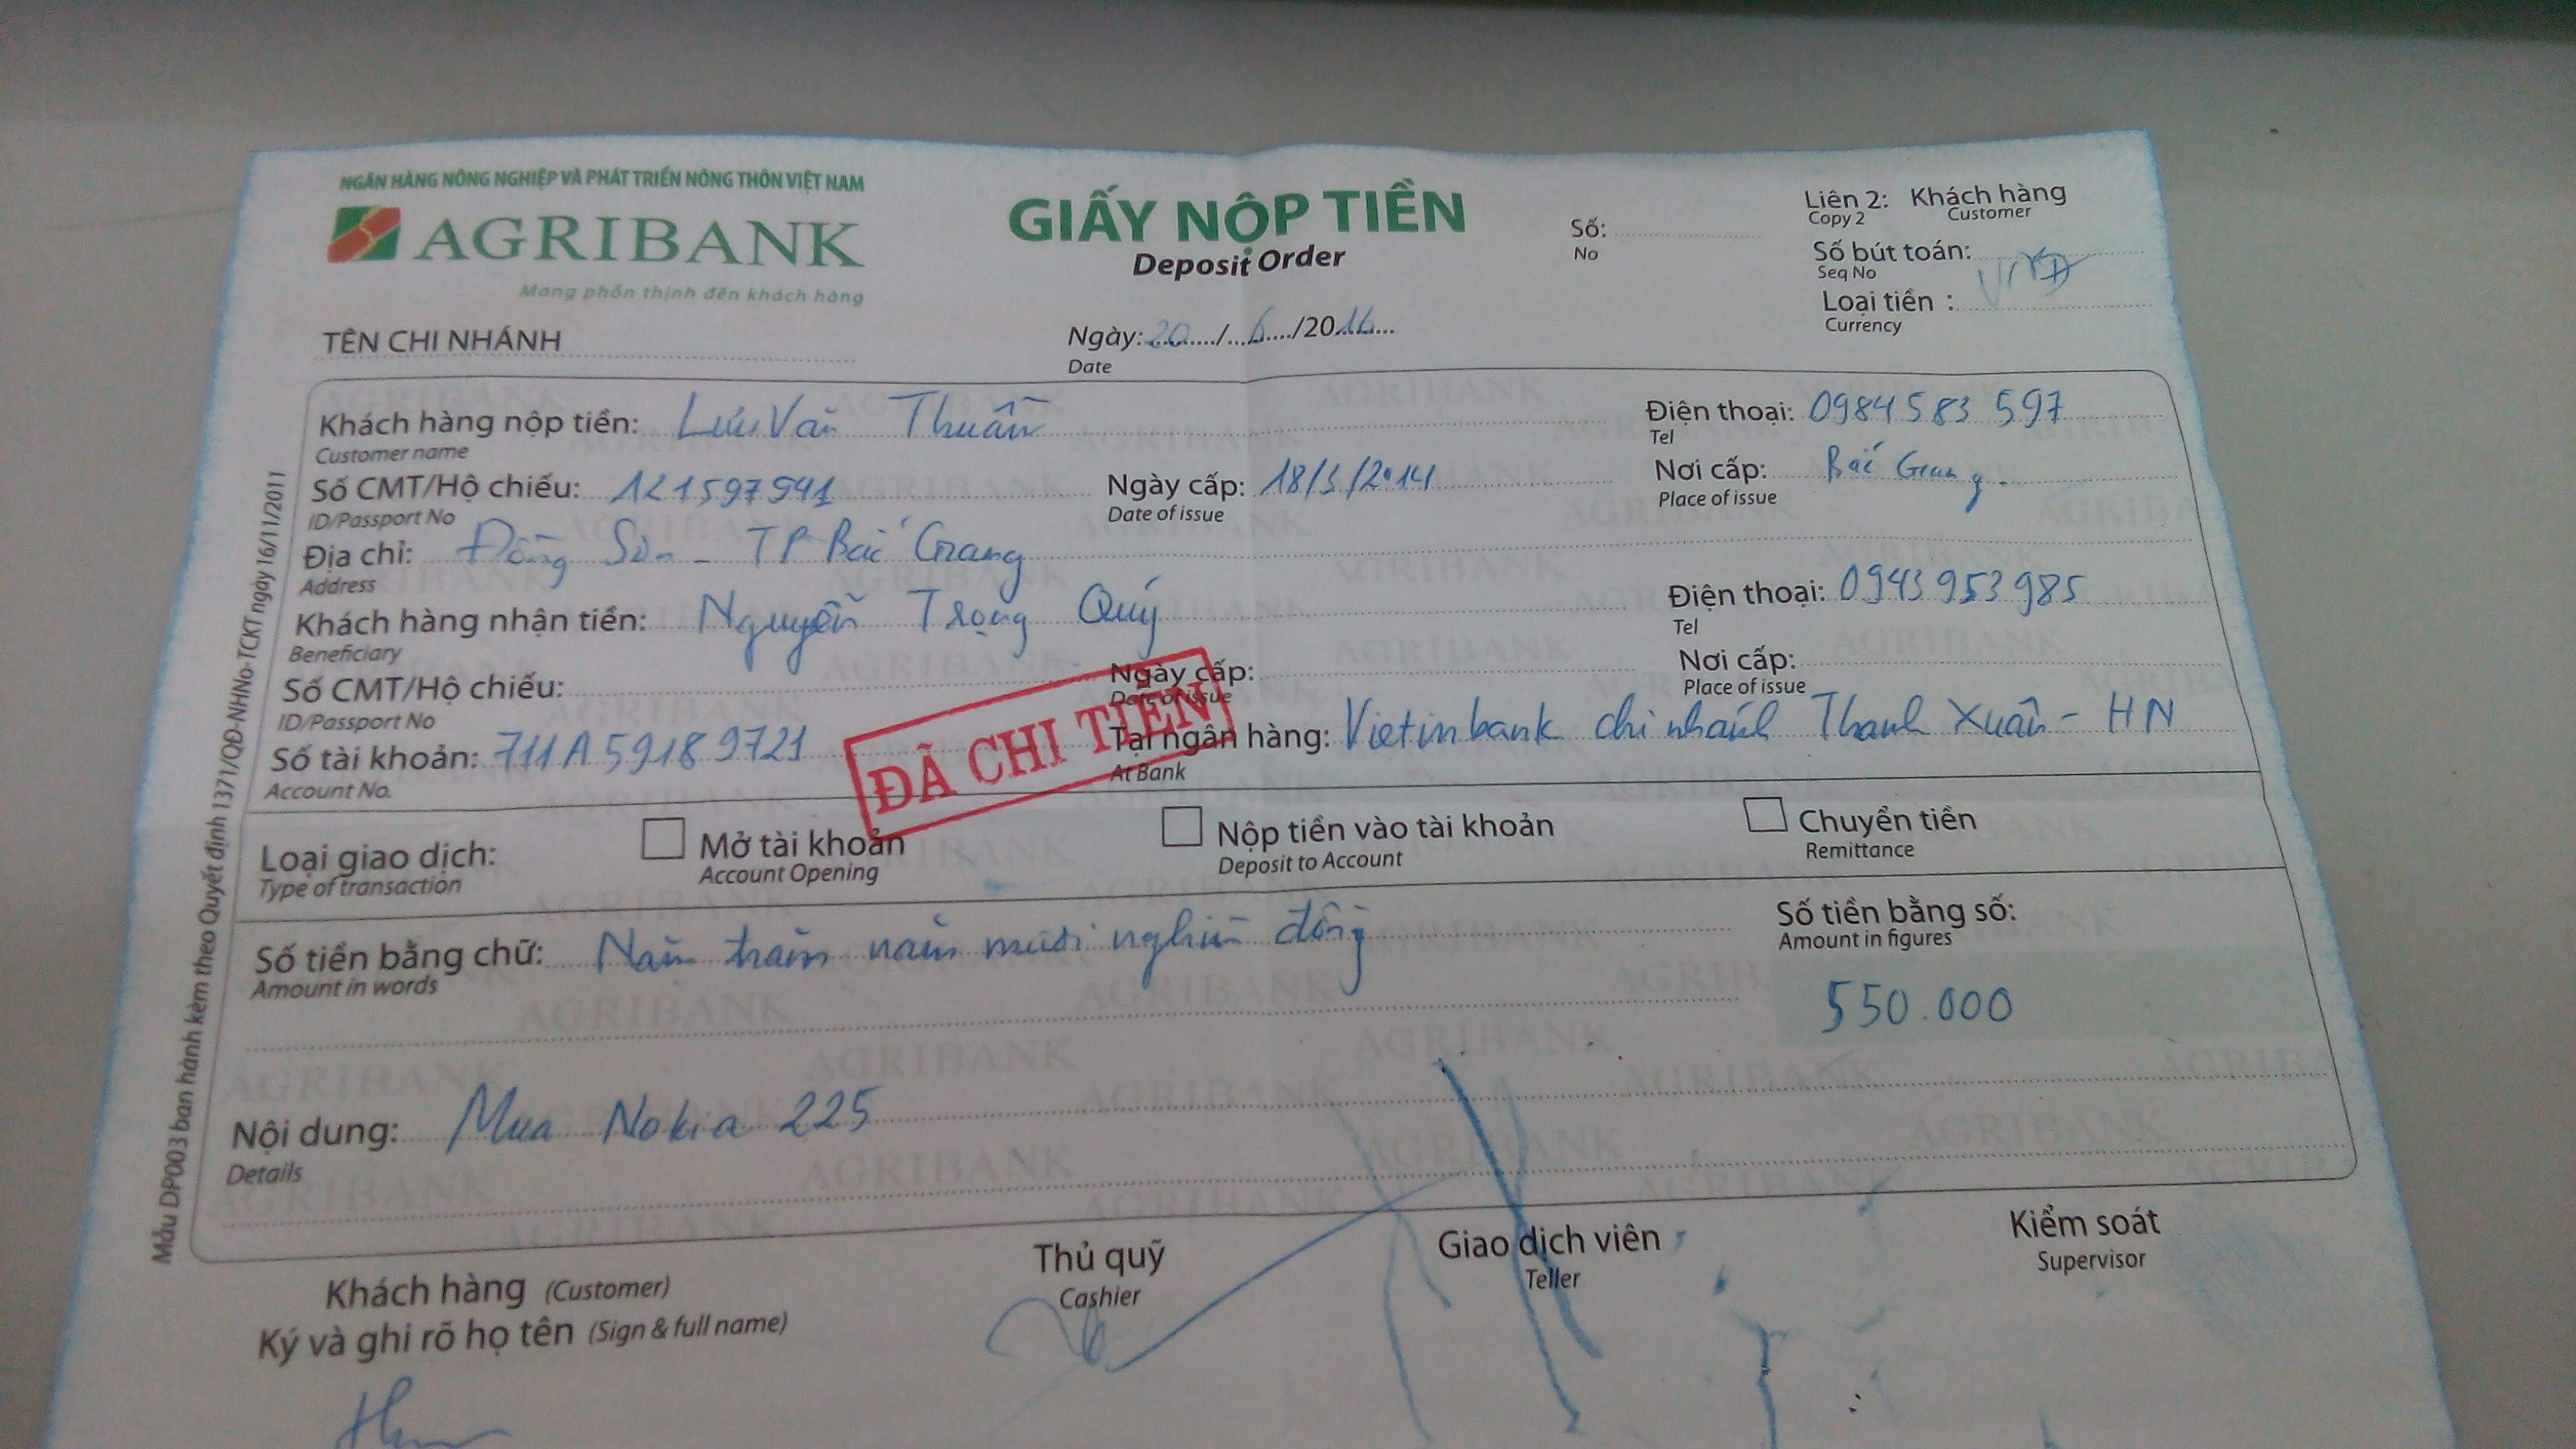 NGÂN HÀNG NÔNG NGHIỆP VÀ PHÁT TRIỂN NÔNG THÔN VIỆT NAM
AGRIBANK
Mang phồn thịnh đến khách hàng
TÊN CHI NHÁNH
GIẤY NỘP TIỀN
Deposit Order
Ngày: 20/6/2016
Date
Số:
No
Liên 2: Khách hàng
Copy 2 Customer
Số bút toán:
Seq No
Loại tiền : VNĐ
Currency
Khách hàng nộp tiền: Lưu Văn Thuần Điện thoại: 0984583 597
Customer name Tel
Số CMT/Hộ chiếu: 121597941 Ngày cấp: 18/3/2014 Nơi cấp: Bắc Giang.
ID/Passport No Date of issue Place of issue
Địa chỉ: Đồng Sơn - TP Bắc Giang
Address
Khách hàng nhận tiền: Nguyễn Trọng Quý Điện thoại: 0943 953 985
Beneficiary Tel
Số CMT/Hộ chiếu: Ngày cấp: Nơi cấp:
ID/Passport No Date of issue Place of issue
Số tài khoản: 711A 5918 9721 Tại ngân hàng: Vietinbank chi nhánh Thanh Xuân - HN
Account No. At Bank
ĐÃ CHI TIỀN
Loại giao dịch: Mở tài khoản Nộp tiền vào tài khoản Chuyển tiền
Type of transaction Account Opening Deposit to Account Remittance
Số tiền bằng chữ: Năm trăm năm mươi nghìn đồng Số tiền bằng số:
Amount in words Amount in figures
550.000
Nội dung: Mua Nokia 225
Details
Khách hàng (Customer) Thủ quỹ Giao dịch viên Kiểm soát
Ký và ghi rõ họ tên (Sign & full name) Cashier Teller Supervisor
Mẫu DP003 ban hành kèm theo Quyết định 1371/QĐ-NHNo-TCKT ngày 16/11/2011